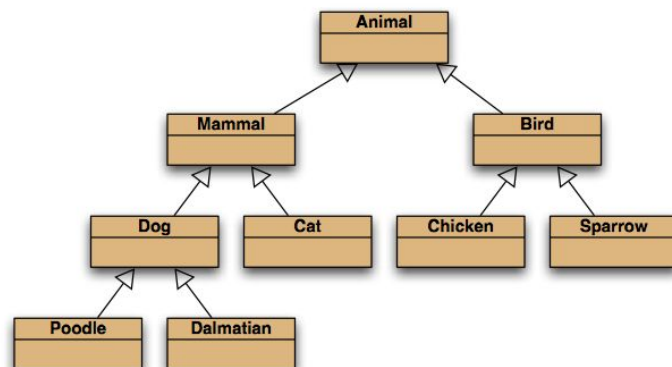 Animal
Mammal
Bird
Dog
Cat
Chicken
Sparrow
Poodle
Dalmatian